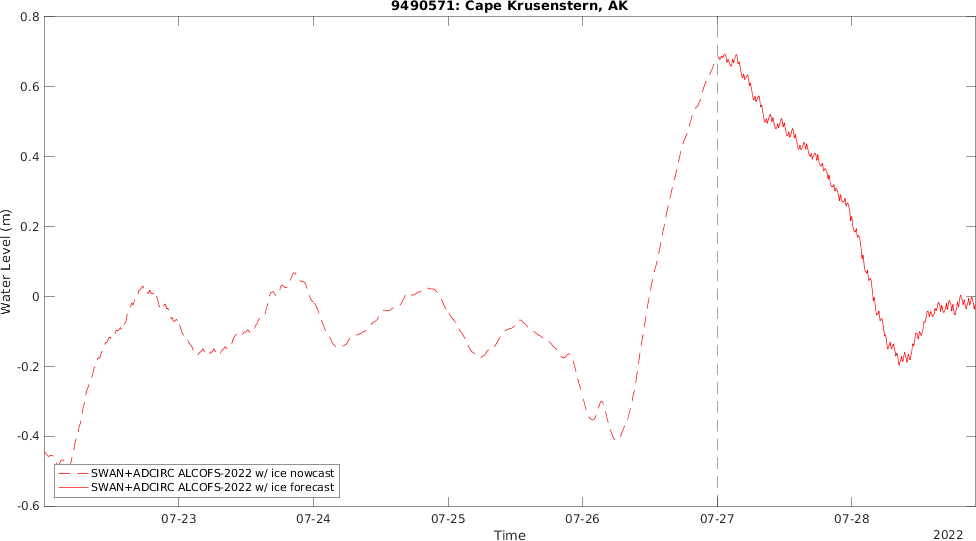 9490571: Cape Krusenstern, AK
0.8
0.6
0.4
0.2
0
-0.2
-0.4
-0.6
Water Level (m)
SWAN+ADCIRC ALCOFS-2022 w/ ice nowcast
SWAN+ADCIRC ALCOFS-2022 w/ ice forecast
07-23 07-24 07-25 07-26 07-27 07-28
Time
2022